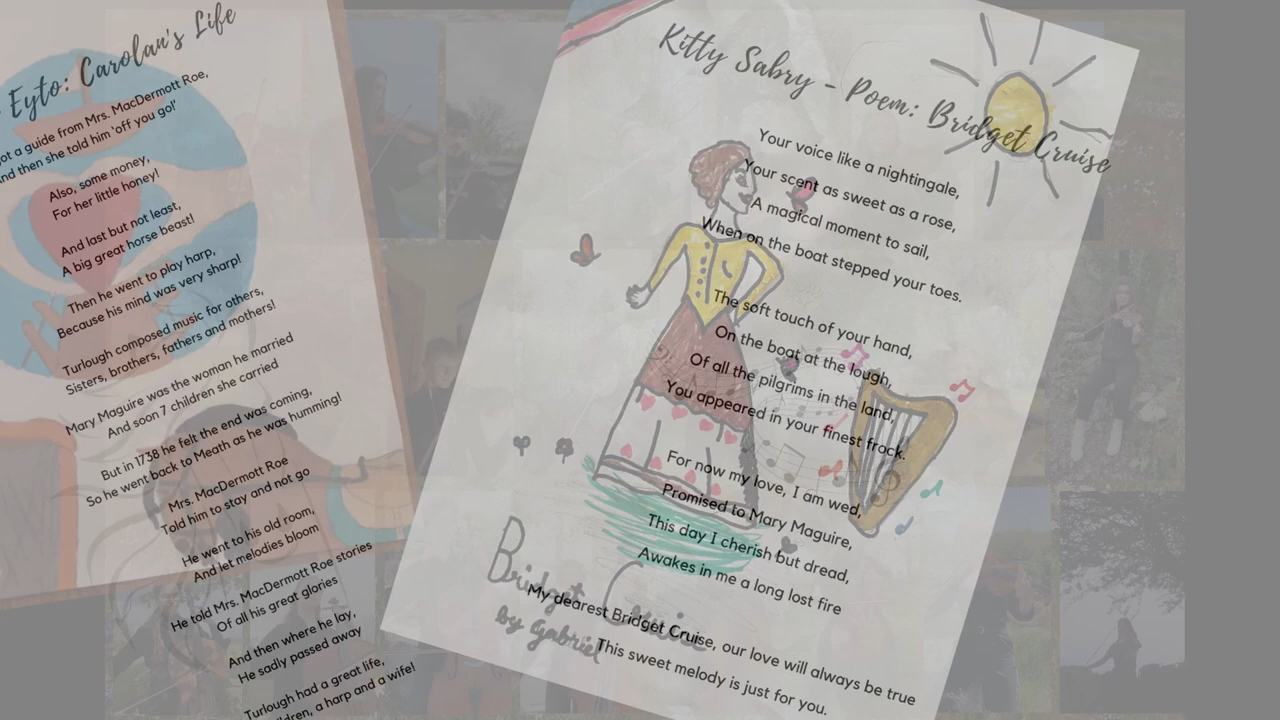 Eyto: Carolan's Life
got a guide from Mrs. MacDermott Roe,
and then she told him 'off you go!'
Also, some money,
For her little honey!
And last but not least,
A big great horse beast!
Then he went to play harp,
Because his mind was very sharp!
Turlough composed music for others,
Sisters, brothers, fathers and mothers!
Mary Maguire was the woman he married
And soon 7 children she carried
But in 1738 he felt the end was coming,
So he went back to Meath as he was humming!
Mrs. MacDermott Roe
Told him to stay and not go
He went to his old room,
And let melodies bloom
He told Mrs. MacDermott Roe stories
Of all his great glories
And then where he lay,
He sadly passed away
Turlough had a great life,
a harp and a wife!
Kitty Sabry - Poem: Bridget Cruise
Your voice like a nightingale,
Your scent as sweet as a rose,
A magical moment to sail,
When on the boat stepped your toes.
The soft touch of your hand,
On the boat at the lough,
Of all the pilgrims in the land,
You appeared in your finest frock.
For now my love, I am wed,
Promised to Mary Maguire,
This day I cherish but dread,
Awakes in me a long lost fire
My dearest Bridget Cruise, our love will always be true
This sweet melody is just for you.
Bridget Cruise
by Gabriel